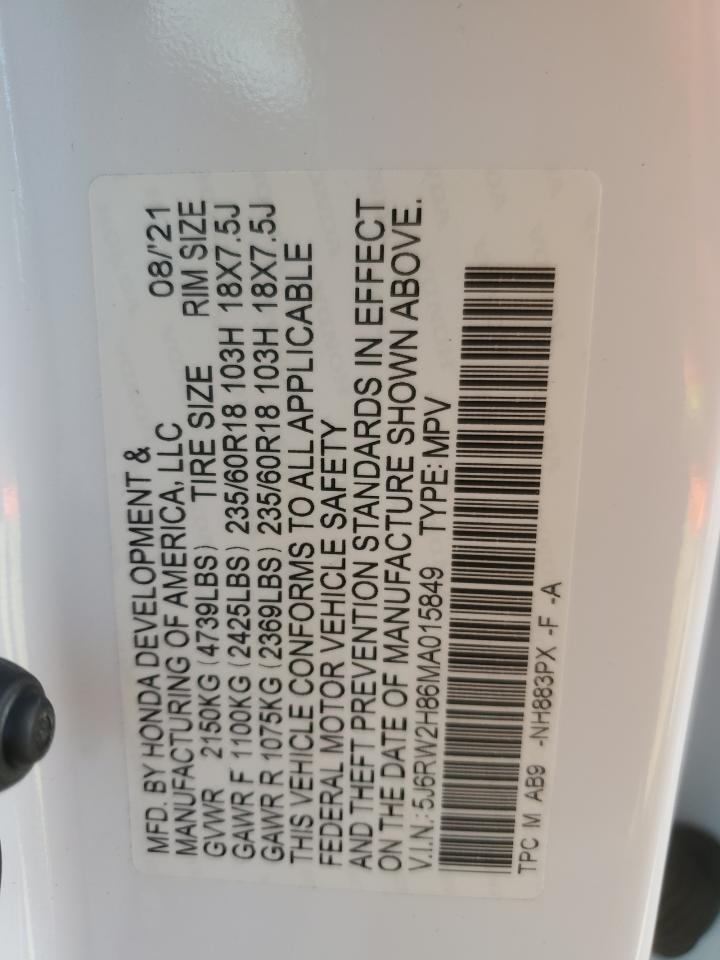 MFD. BY HONDA DEVELOPMENT & 08/'21
MANUFACTURING OF AMERICA, LLC
GVWR 2150KG (4739LBS) TIRE SIZE RIM SIZE
GAWR F 1100KG (2425LBS) 235/60R18 103H 18X7.5J
GAWR R 1075KG (2369LBS) 235/60R18 103H 18X7.5J
THIS VEHICLE CONFORMS TO ALL APPLICABLE
FEDERAL MOTOR VEHICLE SAFETY
AND THEFT PREVENTION STANDARDS IN EFFECT
ON THE DATE OF MANUFACTURE SHOWN ABOVE.
V.I.N.: 5J6RW2H86MA015849 TYPE: MPV
TPC M AB9 -NH883PX -F -A